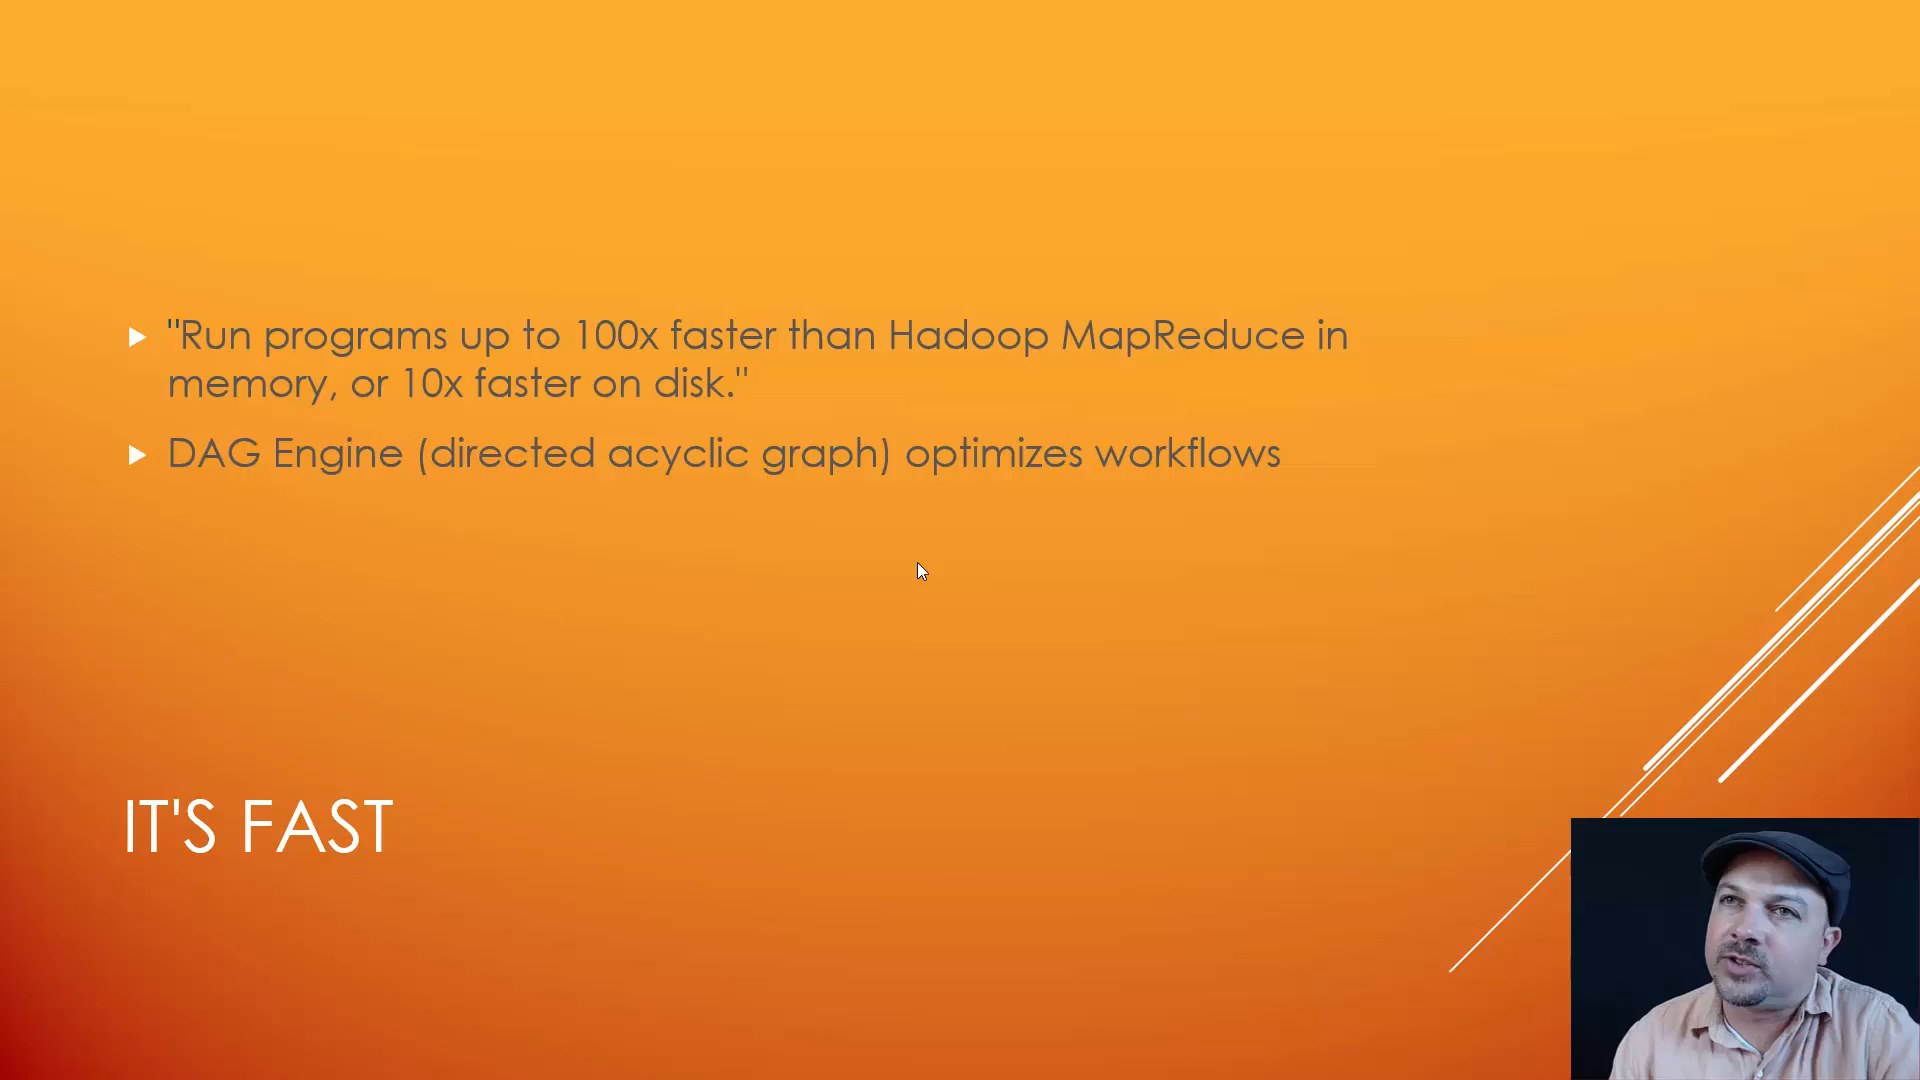 "Run programs up to 100x faster than Hadoop MapReduce in
memory, or 10x faster on disk."
DAG Engine (directed acyclic graph) optimizes workflows
IT'S FAST